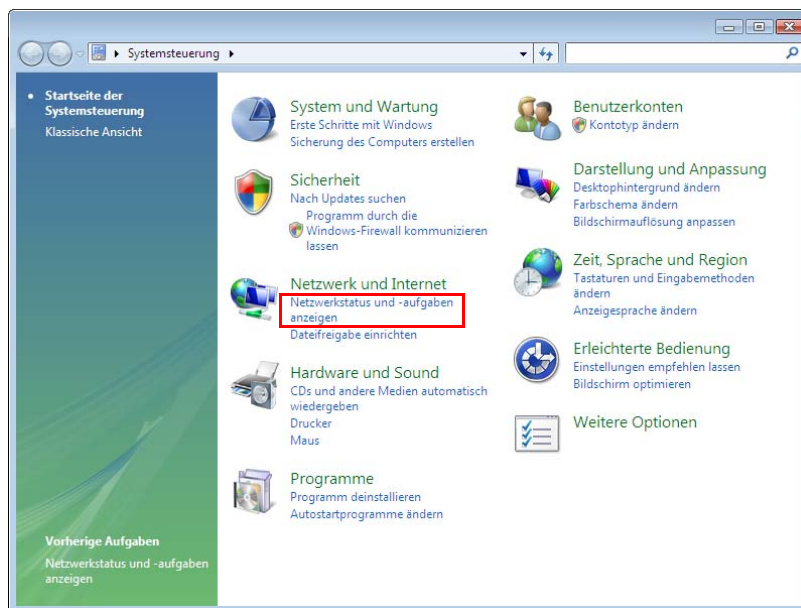 Systemsteuerung
Startseite der
Systemsteuerung
Klassische Ansicht
Vorherige Aufgaben
Netzwerkstatus und -aufgaben
anzeigen
System und Wartung
Erste Schritte mit Windows
Sicherung des Computers erstellen
Sicherheit
Nach Updates suchen
Programm durch die
Windows-Firewall kommunizieren
lassen
Netzwerk und Internet
Netzwerkstatus und -aufgaben
anzeigen
Dateifreigabe einrichten
Hardware und Sound
CDs und andere Medien automatisch
wiedergeben
Drucker
Maus
Programme
Programm deinstallieren
Autostartprogramme ändern
Benutzerkonten
Kontotyp ändern
Darstellung und Anpassung
Desktophintergrund ändern
Farbschema ändern
Bildschirmauflösung anpassen
Zeit, Sprache und Region
Tastaturen und Eingabemethoden
ändern
Anzeigesprache ändern
Erleichterte Bedienung
Einstellungen empfehlen lassen
Bildschirm optimieren
Weitere Optionen